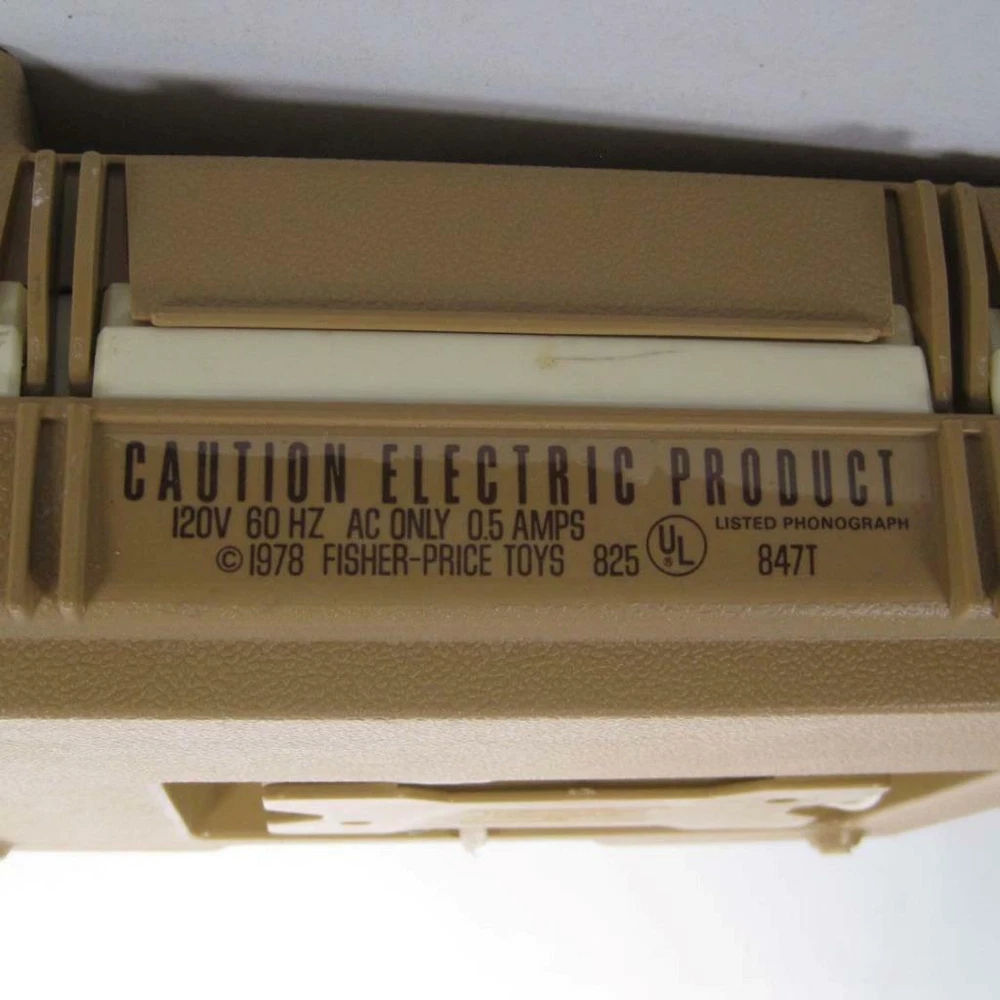 CAUTION ELECTRIC PRODUCT
120V 60 HZ AC ONLY 0.5 AMPS
©1978 FISHER-PRICE TOYS 825
UL®
LISTED PHONOGRAPH
847T